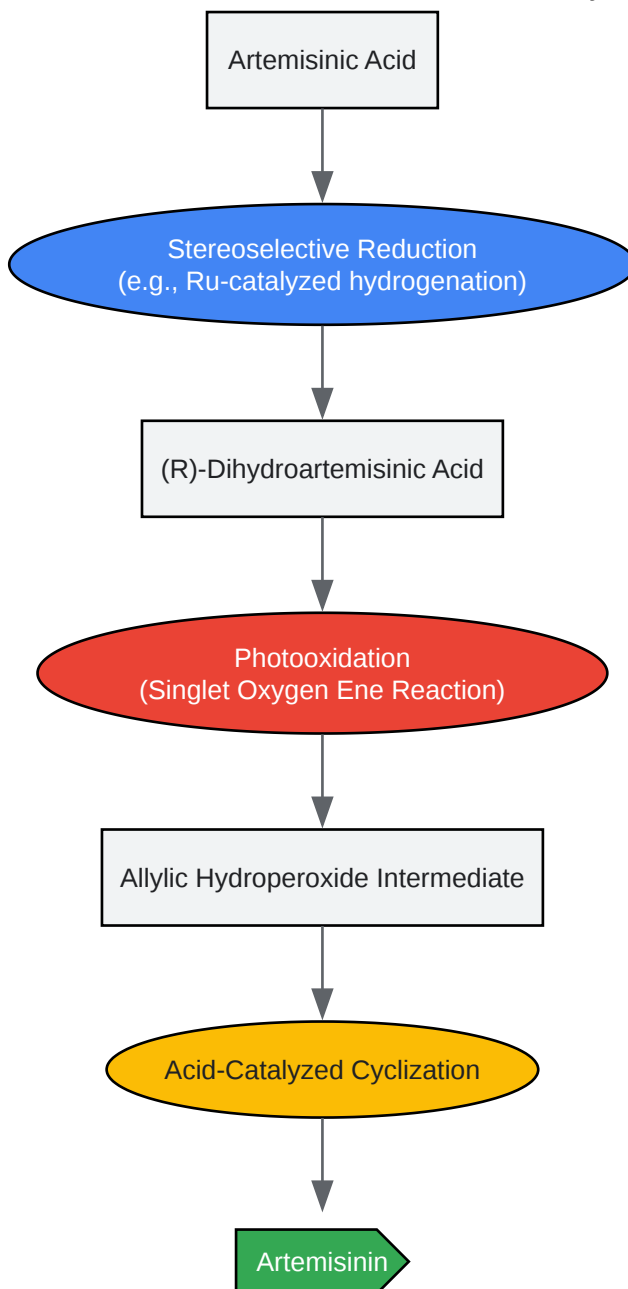 Artemisinic Acid
Stereoselective Reduction
(e.g., Ru-catalyzed hydrogenation)
(R)-Dihydroartemisinic Acid
Photooxidation
(Singlet Oxygen Ene Reaction)
Allylic Hydroperoxide Intermediate
Acid-Catalyzed Cyclization
Artemisinin